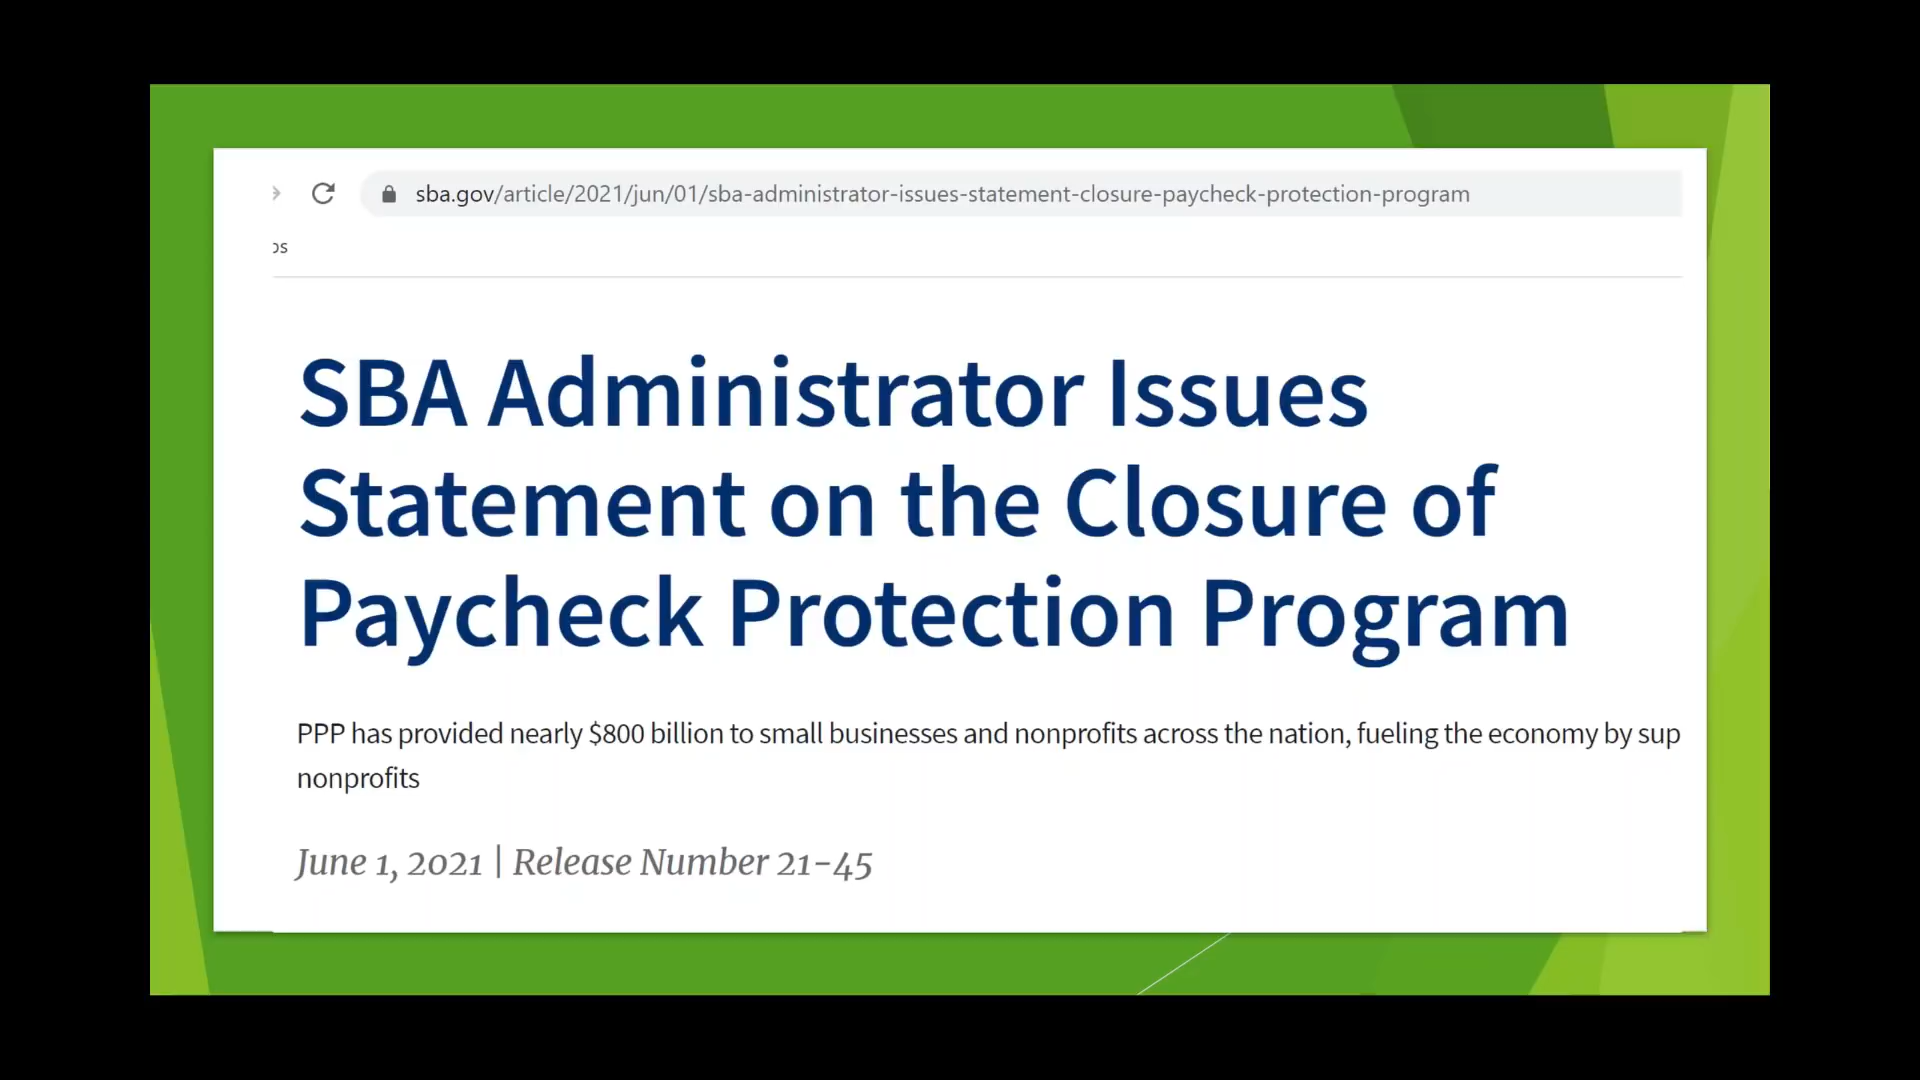 sba.gov/article/2021/jun/01/sba-administrator-issues-statement-closure-paycheck-protection-program
os
SBA Administrator Issues
Statement on the Closure of
Paycheck Protection Program
PPP has provided nearly $800 billion to small businesses and nonprofits across the nation, fueling the economy by sup
nonprofits
June 1, 2021 | Release Number 21-45